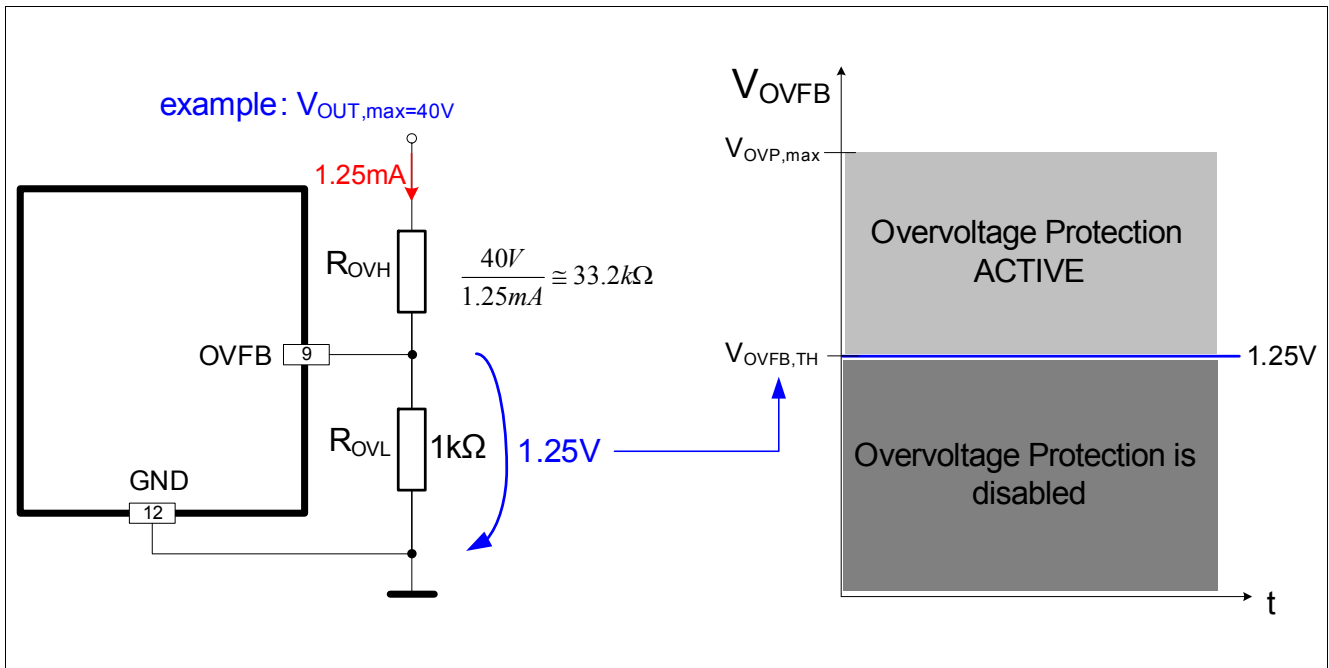 example: VOUT,max=40V
1.25mA
ROVH
40V
1.25mA
≅ 33.2kΩ
OVFB
9
ROVL
1kΩ
1.25V
GND
12
VOVFB
VOVP,max
Overvoltage Protection
ACTIVE
VOVFB,TH
1.25V
Overvoltage Protection is
disabled
t